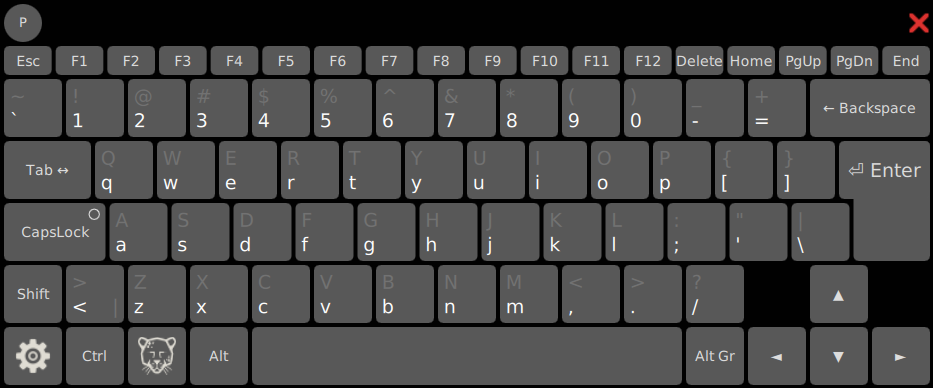 P
Esc F1 F2 F3 F4 F5 F6 F7 F8 F9 F10 F11 F12 Delete Home PgUp PgDn End
~ ! @ # $ % ^ & * ( ) _ +
` 1 2 3 4 5 6 7 8 9 0 - = ← Backspace
Q W E R T Y U I O P { }
Tab ↔ q w e r t y u i o p [ ] ⏎ Enter
A S D F G H J K L : " |
CapsLock a s d f g h j k l ; ' \
> Z X C V B N M < > ?
Shift < | z x c v b n m , . / ▲
Ctrl Alt Alt Gr ◄ ▼ ►